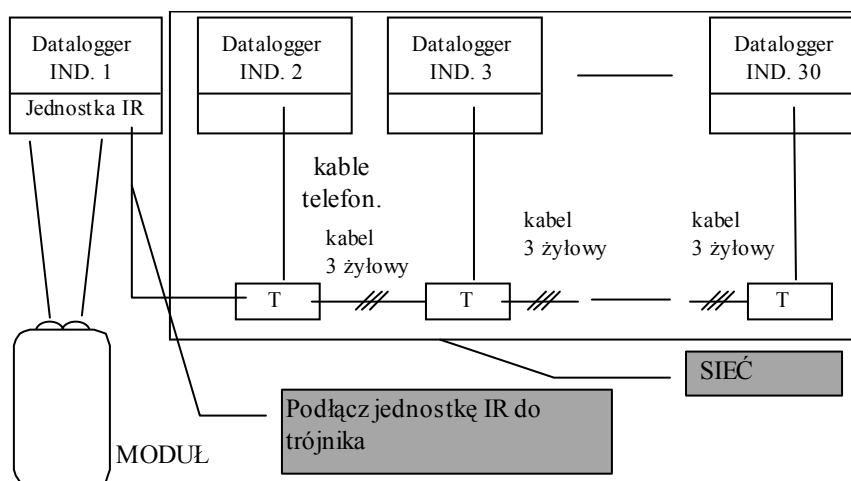 Datalogger
IND. 1
Jednostka IR
Datalogger
IND. 2
Datalogger
IND. 3
Datalogger
IND. 30
kable
telefon.
kabel
3 żyłowy
kabel
3 żyłowy
kabel
3 żyłowy
T
T
T
SIEĆ
Podłącz jednostkę IR do
trójnika
MODUŁ